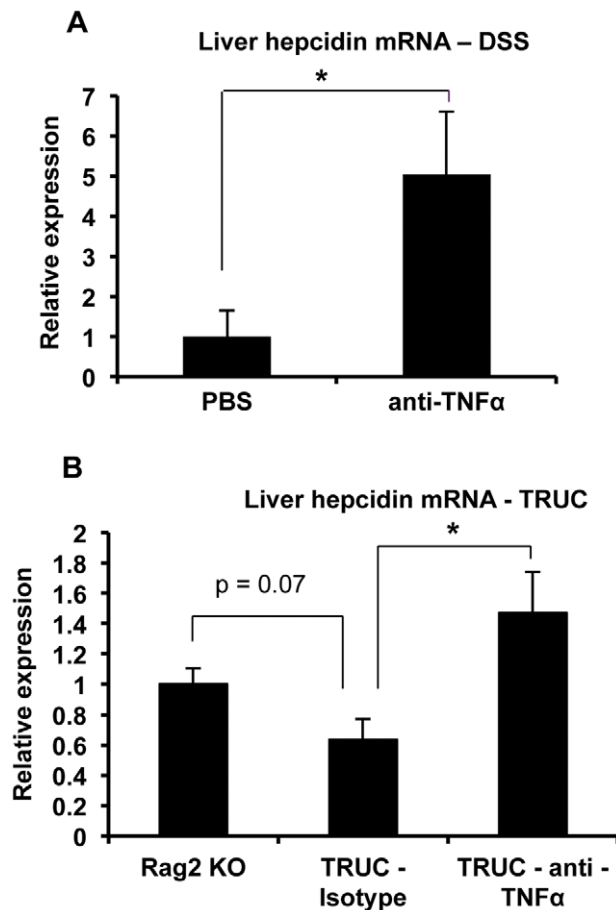 A
Liver hepcidin mRNA – DSS
*
7
6
5
4
3
2
1
0
Relative expression
PBS
anti-TNFα
B
Liver hepcidin mRNA - TRUC
*
p = 0.07
2
1.8
1.6
1.4
1.2
1
0.8
0.6
0.4
0.2
0
Relative expression
Rag2 KO
TRUC -
Isotype
TRUC - anti -
TNFα